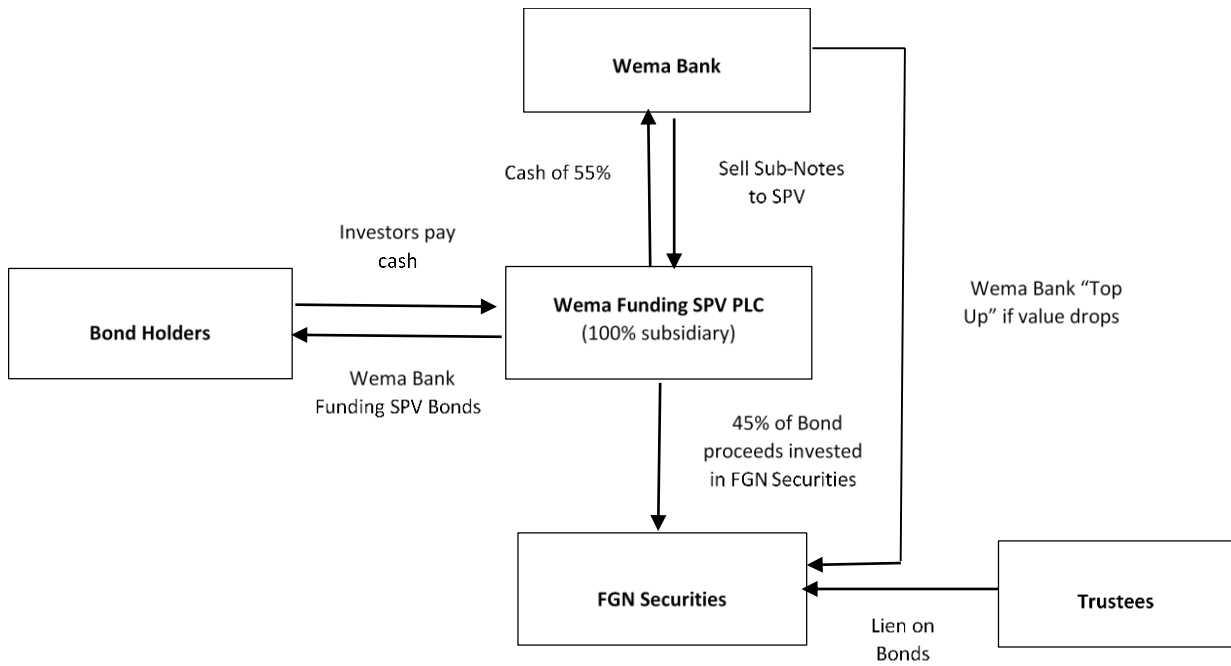 Wema Bank
Cash of 55%
Sell Sub-Notes
to SPV
Investors pay
cash
Wema Bank “Top
Up” if value drops
Bond Holders
Wema Funding SPV PLC
(100% subsidiary)
Wema Bank
Funding SPV Bonds
45% of Bond
proceeds invested
in FGN Securities
FGN Securities
Trustees
Lien on
Bonds